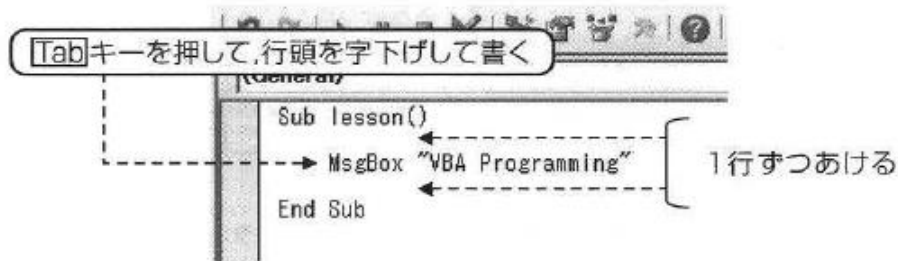 Tabキーを押して,行頭を字下げして書く
(General)
Sub lesson()
MsgBox "VBA Programming"
1行ずつあける
End Sub